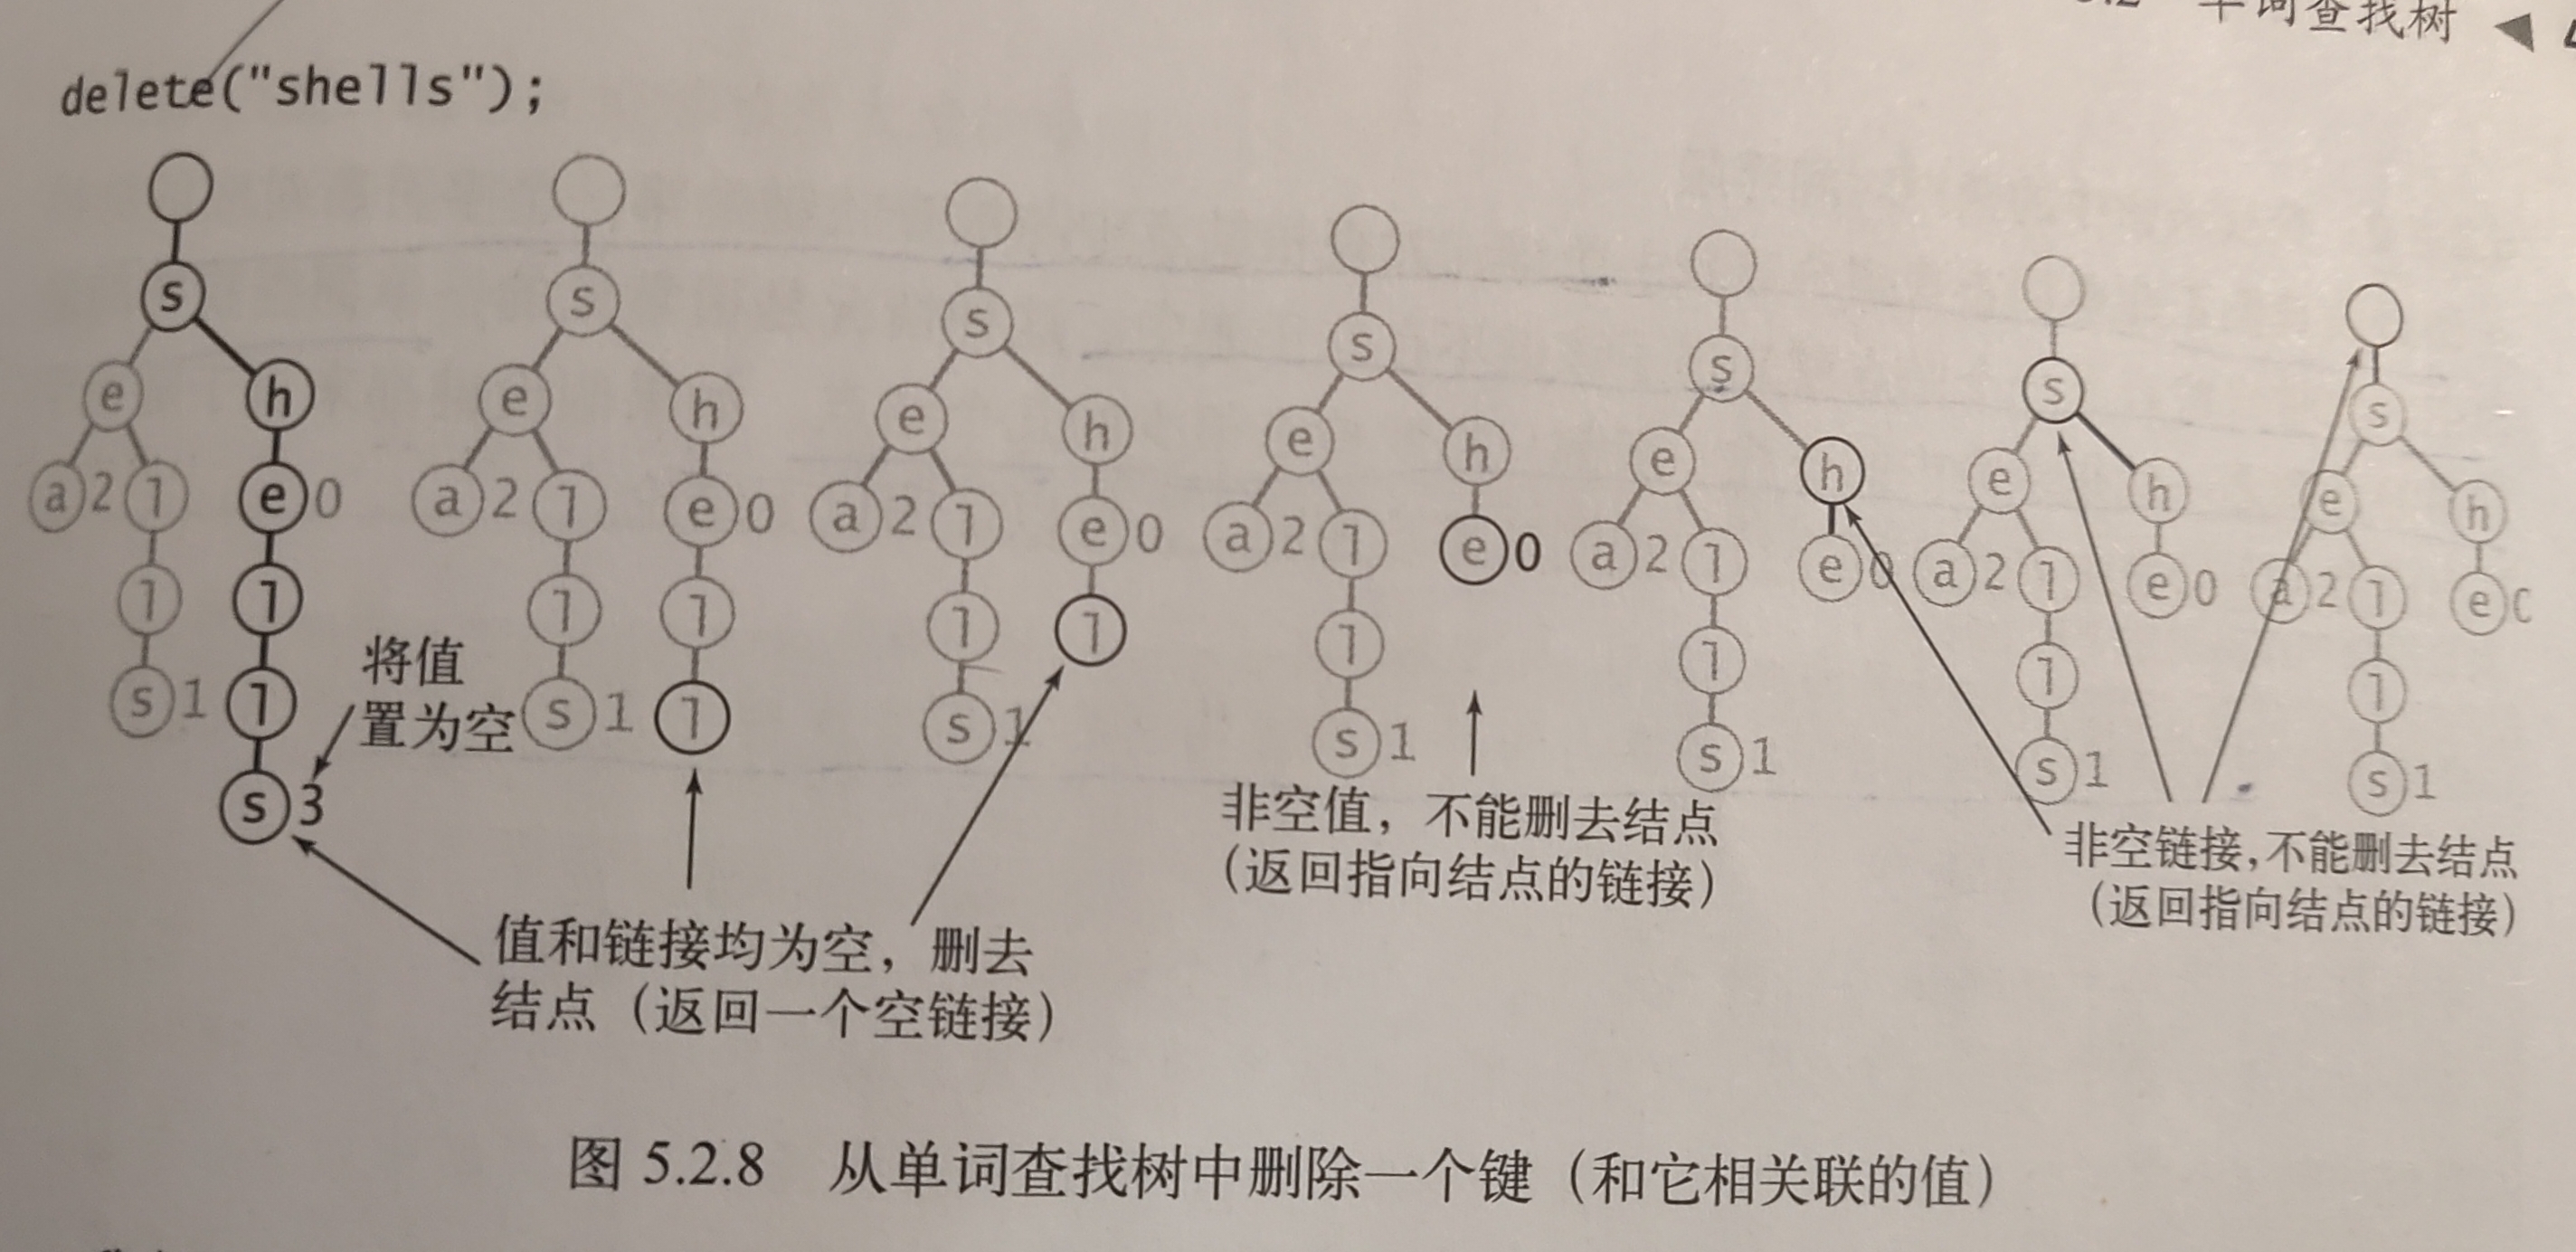 单词查找树 ◀
delete("shells");
s
s
s
s
s
s
s
e h
e h
e h
e h
e h
e h
e h
a 2 l e 0
a 2 l e 0
a 2 l e 0
a 2 l e 0
a 2 l e 0
a 2 l e 0
a 2 l e
l l
l l
l l
l
l
l
l
s 1 l
s 1 l
s 1
s 1
s 1
s 1
s 1
s 3
将值
置为空
值和链接均为空，删去
结点（返回一个空链接）
非空值，不能删去结点
（返回指向结点的链接）
非空链接，不能删去结点
（返回指向结点的链接）
图 5.2.8 从单词查找树中删除一个键（和它相关联的值）